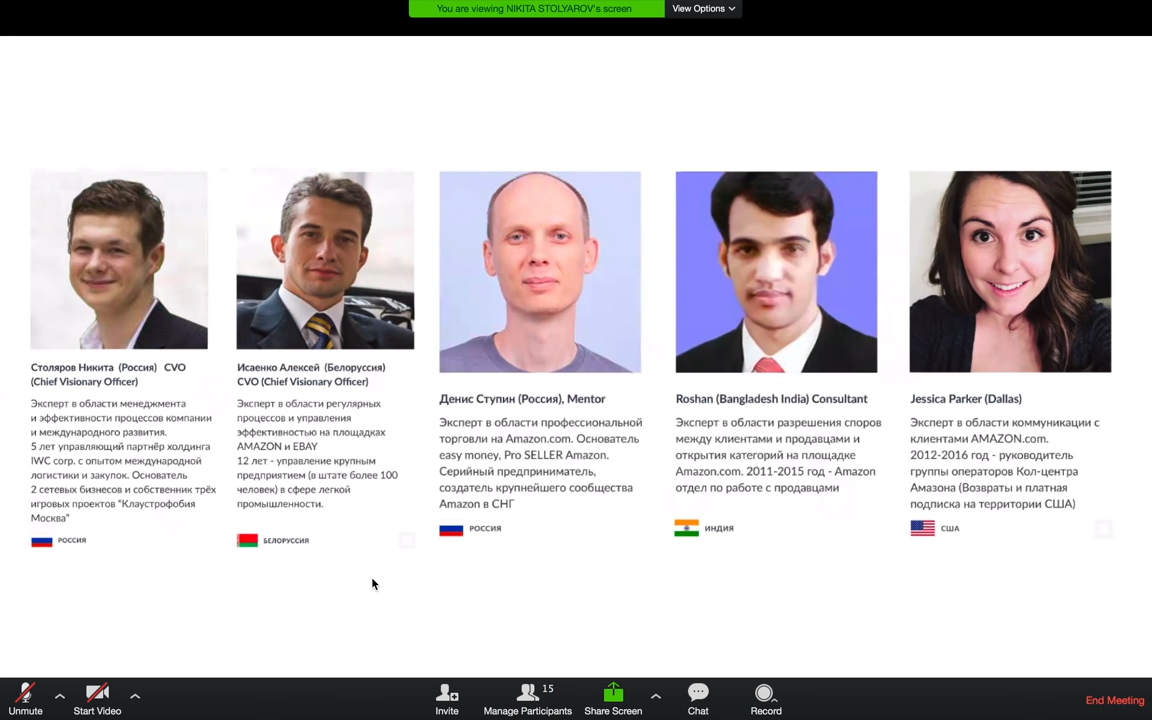 You are viewing NIKITA STOLYAROV's screen
View Options
Столяров Никита (Россия) CVO
(Chief Visionary Officer)
Эксперт в области менеджмента
и эффективности процессов компании
и международного развития.
5 лет управляющий партнёр холдинга
IWC corp. с опытом международной
логистики и закупок. Основатель
2 сетевых бизнесов и собственник трёх
игровых проектов "Клаустрофобия
Москва"
РОССИЯ
Исаенко Алексей (Белоруссия)
CVO (Chief Visionary Officer)
Эксперт в области регулярных
процессов и управления
эффективностью на площадках
AMAZON и EBAY
12 лет - управление крупным
предприятием (в штате более 100
человек) в сфере легкой
промышленности.
БЕЛОРУССИЯ
Денис Ступин (Россия), Mentor
Эксперт в области профессиональной
торговли на Amazon.com. Основатель
easy money, Pro SELLER Amazon.
Серийный предприниматель,
создатель крупнейшего сообщества
Amazon в СНГ
РОССИЯ
Roshan (Bangladesh India) Consultant
Эксперт в области разрешения споров
между клиентами и продавцами и
открытия категорий на площадке
Amazon.com. 2011-2015 год - Amazon
отдел по работе с продавцами
ИНДИЯ
Jessica Parker (Dallas)
Эксперт в области коммуникации с
клиентами AMAZON.com.
2012-2016 год - руководитель
группы операторов Кол-центра
Амазона (Возвраты и платная
подписка на территории США)
США
Unmute
Start Video
Invite
15
Manage Participants
Share Screen
Chat
Record
End Meeting